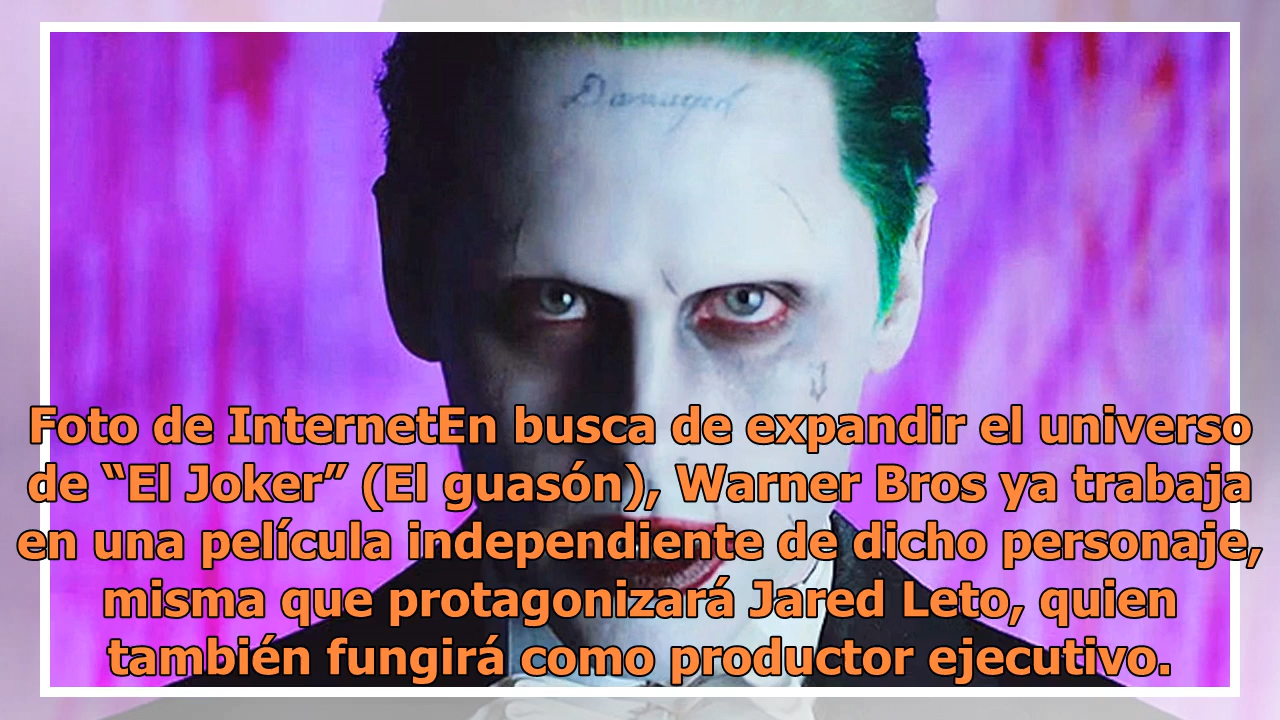 Damaged
Foto de InternetEn busca de expandir el universo
de “El Joker” (El guasón), Warner Bros ya trabaja
en una película independiente de dicho personaje,
misma que protagonizará Jared Leto, quien
también fungirá como productor ejecutivo.